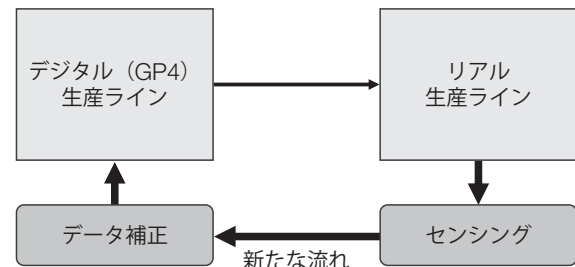 デジタル（GP4）
生産ライン
リアル
生産ライン
データ補正
センシング
新たな流れ